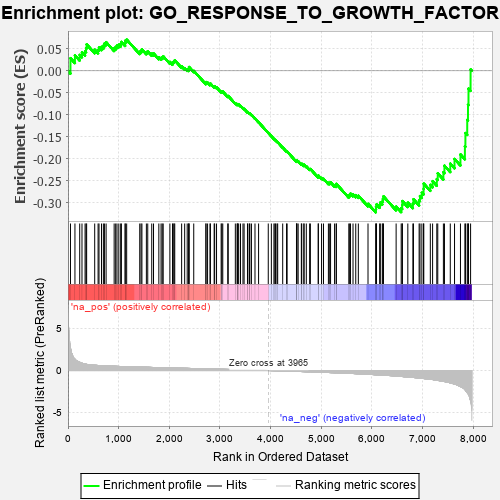 Enrichment plot: GO_RESPONSE_TO_GROWTH_FACTOR
Enrichment score (ES)
0.05
0.00
-0.05
-0.10
-0.15
-0.20
-0.25
-0.30
'na_pos' (positively correlated)
Ranked list metric (PreRanked)
5
0
-5
Zero cross at 3965
'na_neg' (negatively correlated)
0
1,000
2,000
3,000
4,000
5,000
6,000
7,000
8,000
Rank in Ordered Dataset
Enrichment profile
Hits
Ranking metric scores